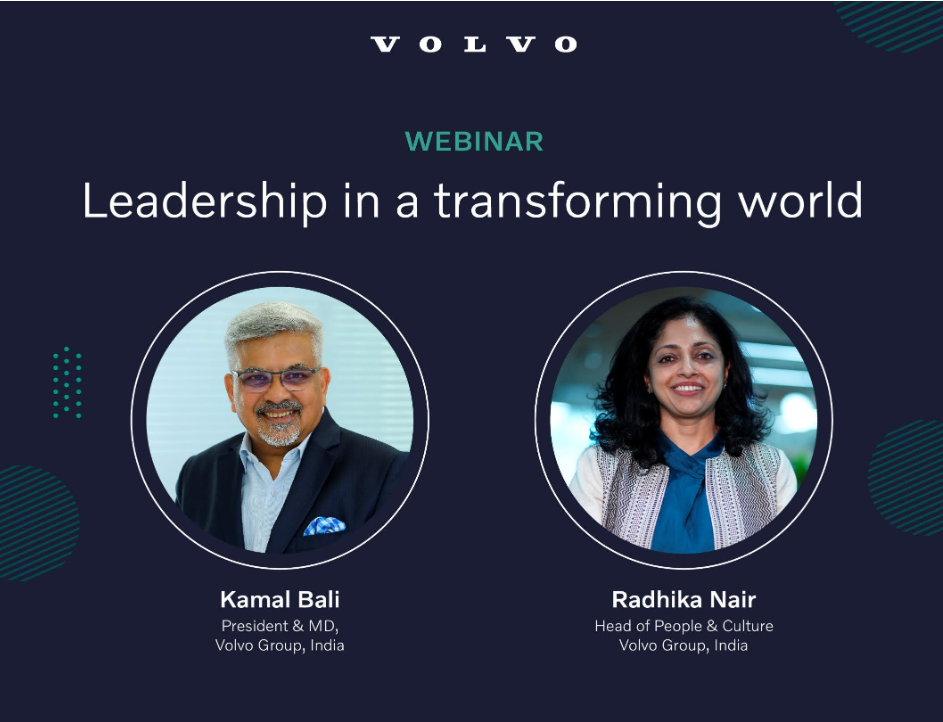 VOLVO
WEBINAR
Leadership in a transforming world
Kamal Bali
President & MD,
Volvo Group, India
Radhika Nair
Head of People & Culture
Volvo Group, India